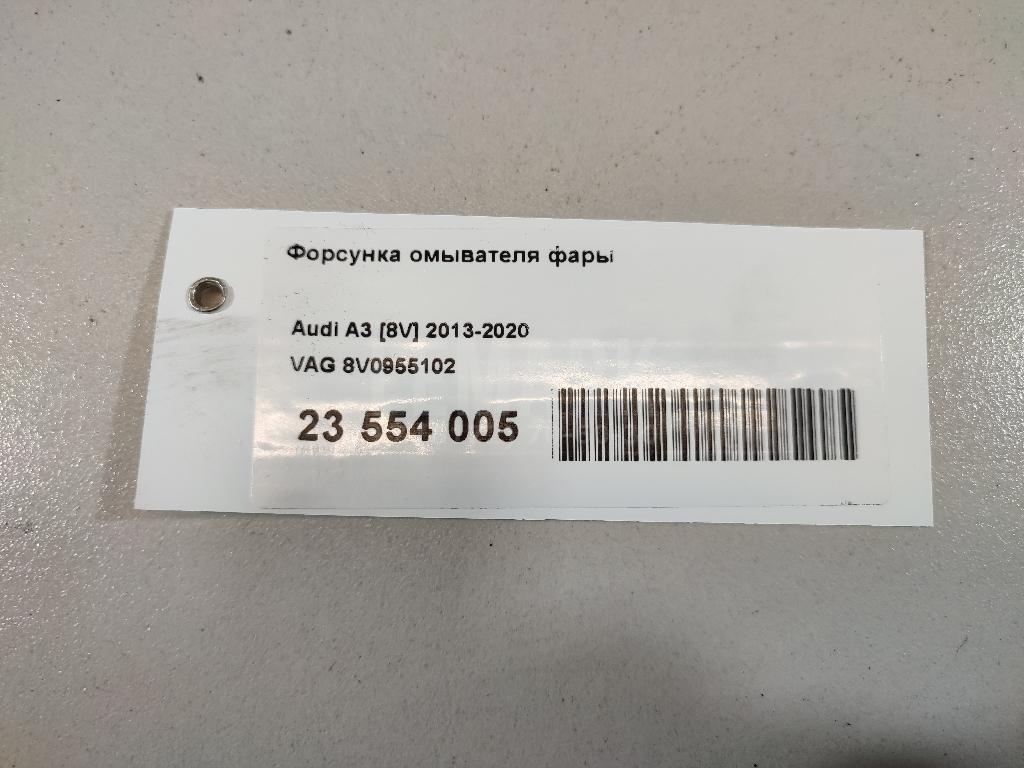 Форсунка омывателя фары
Audi A3 [8V] 2013-2020
VAG 8V0955102
23 554 005